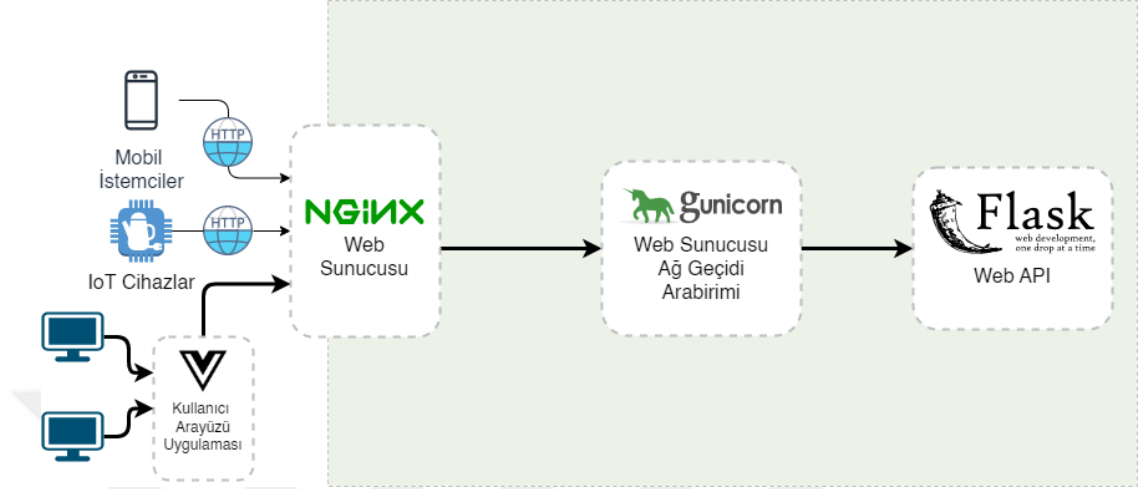 HTTP
Mobil
İstemciler
HTTP
IoT Cihazlar
NGiNX
Web
Sunucusu
Kullanıcı
Arayüzü
Uygulaması
gunicorn
Web Sunucusu
Ağ Geçidi
Arabirimi
Flask
web development,
one drop at a time
Web API